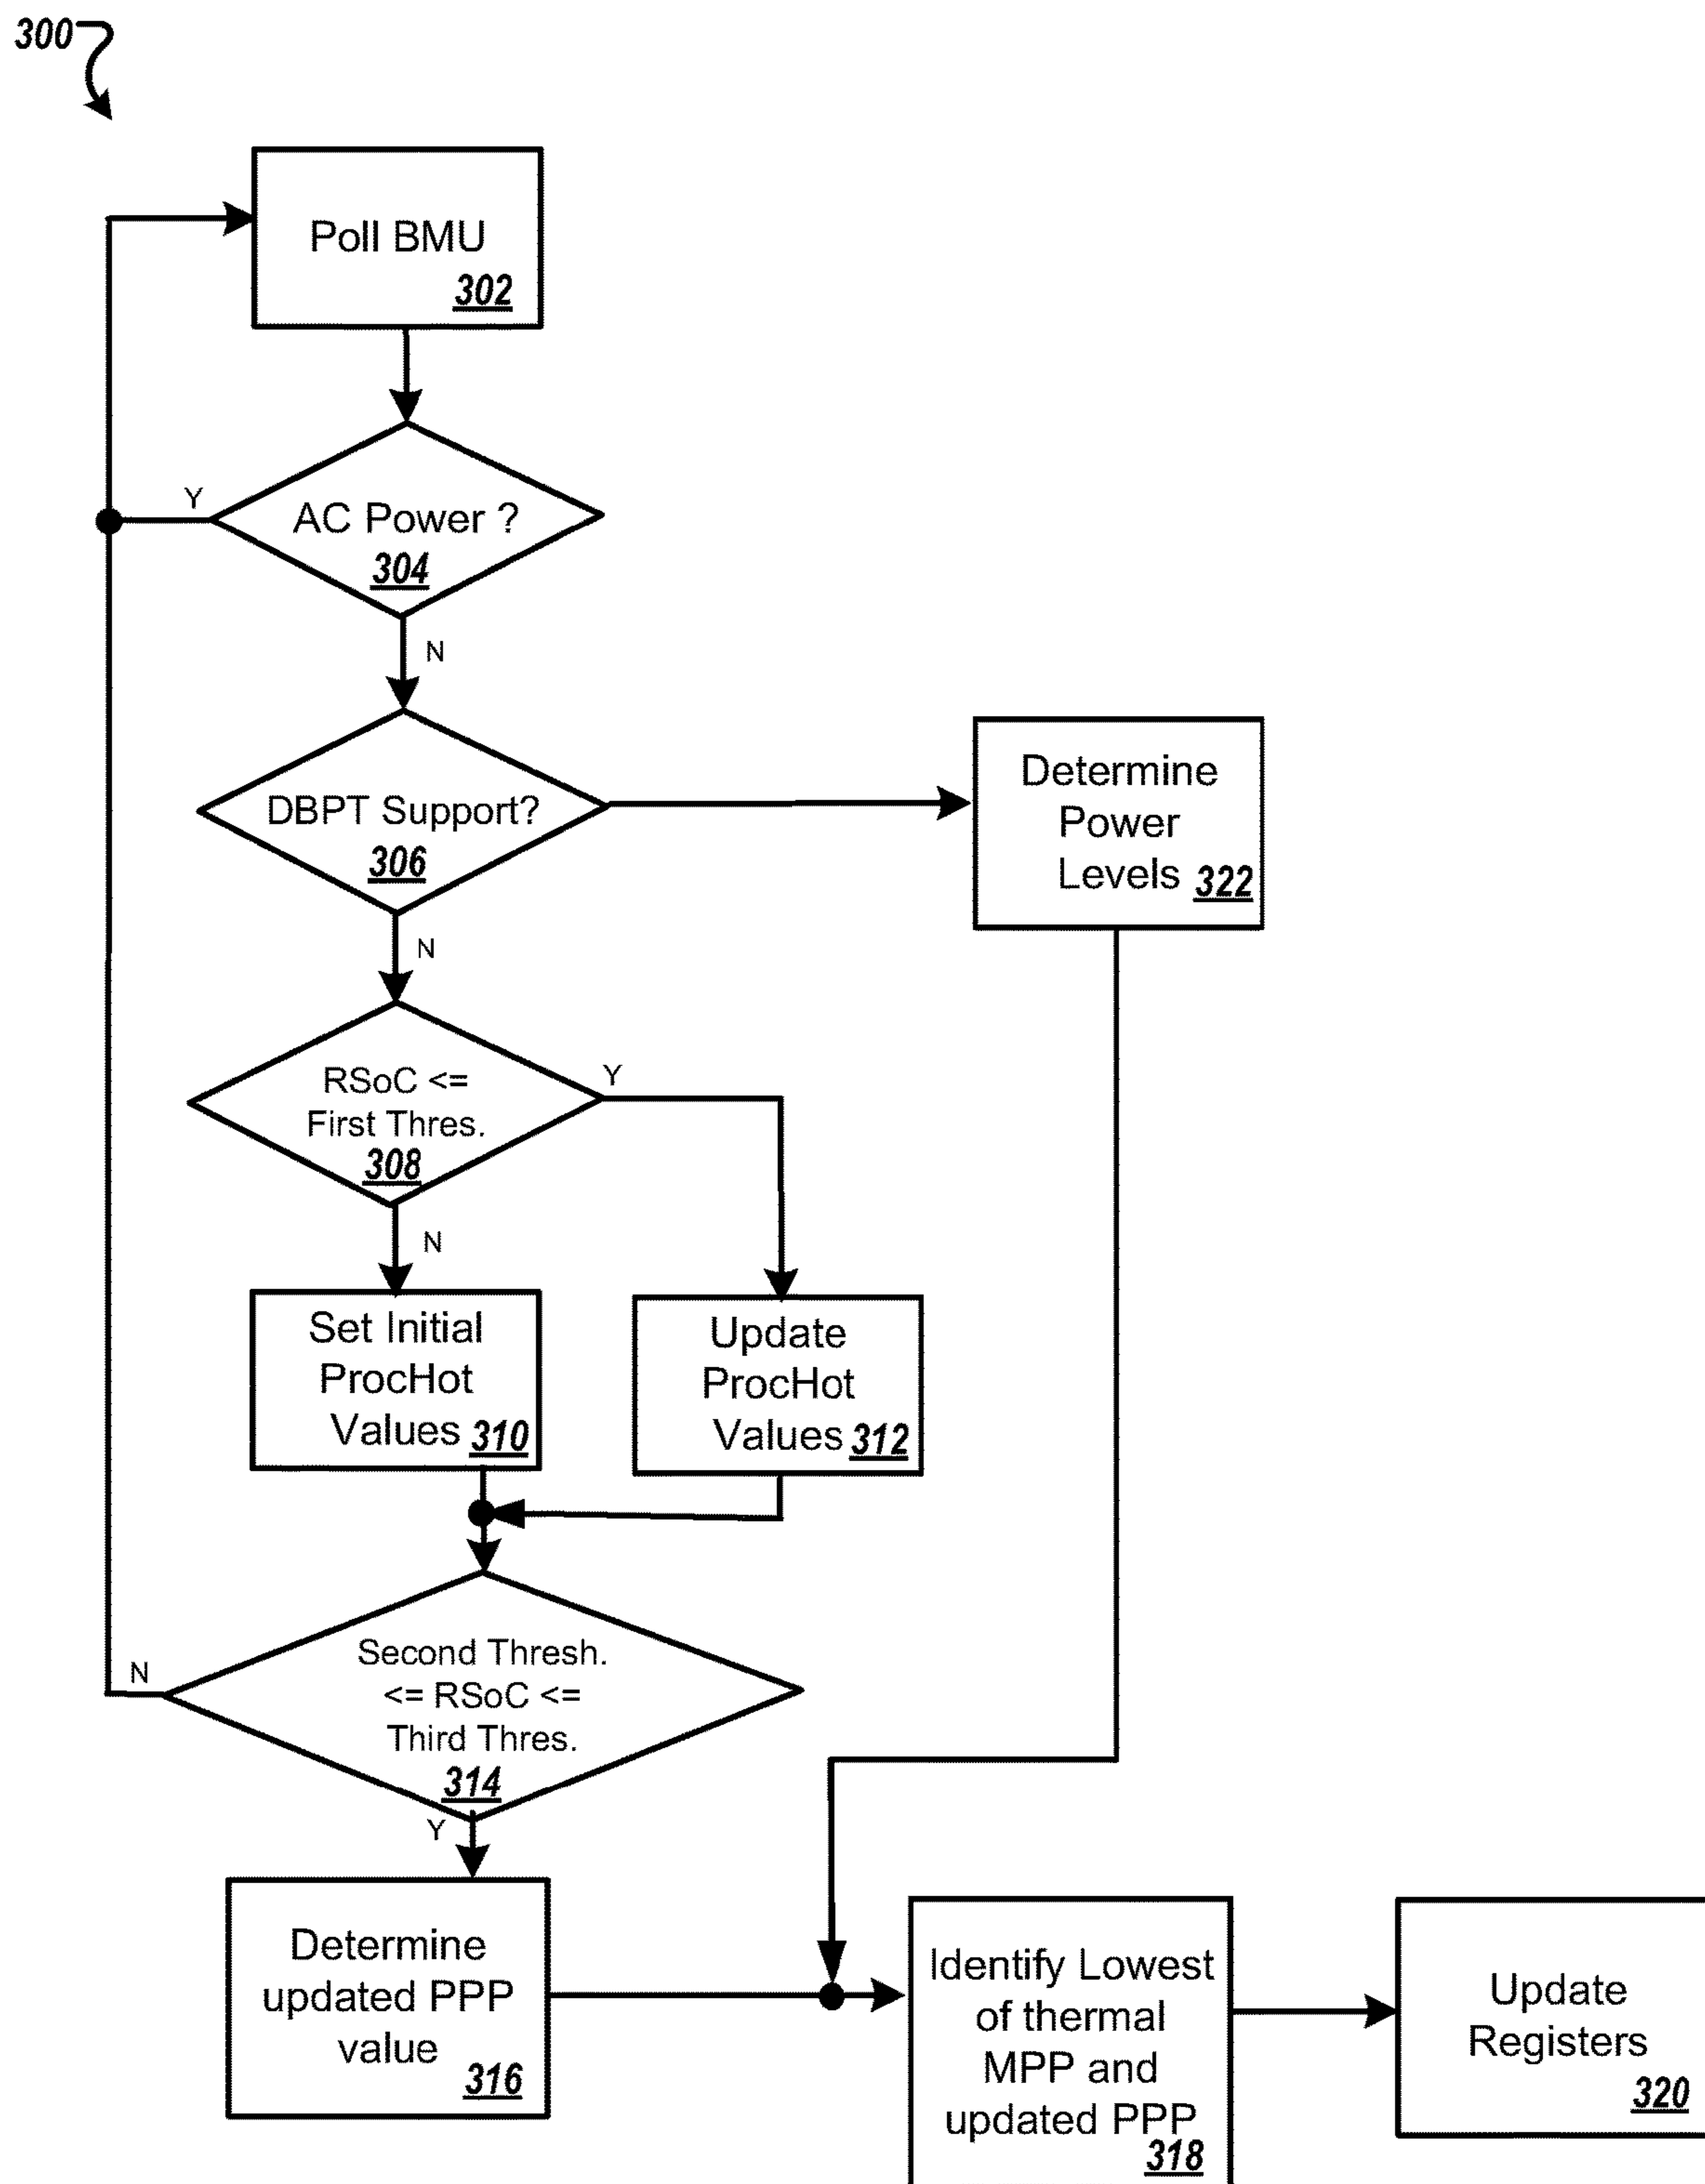 300
Poll BMU
302
Y
AC Power ?
304
N
DBPT Support?
306
Determine
Power
Levels 322
N
RSoC <=
First Thres.
308
Y
N
Set Initial
ProcHot
Values 310
Update
ProcHot
Values 312
N
Second Thresh.
<= RSoC <=
Third Thres.
314
Y
Determine
updated PPP
value
316
Identify Lowest
of thermal
MPP and
updated PPP
318
Update
Registers
320